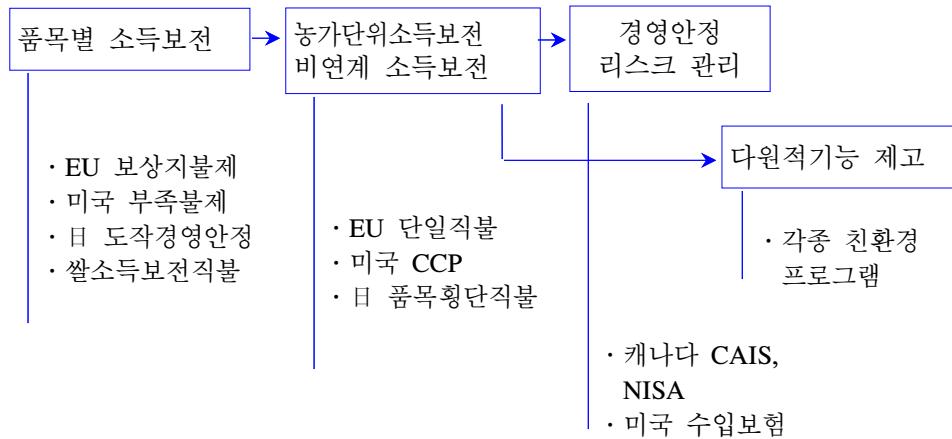 품목별 소득보전
농가단위소득보전
비연계 소득보전
경영안정
리스크 관리
다원적기능 제고
· EU 보상지불제
· 미국 부족불제
· 日 도작경영안정
· 쌀소득보전직불
· EU 단일직불
· 미국 CCP
· 日 품목횡단직불
· 각종 친환경
프로그램
· 캐나다 CAIS,
NISA
· 미국 수입보험